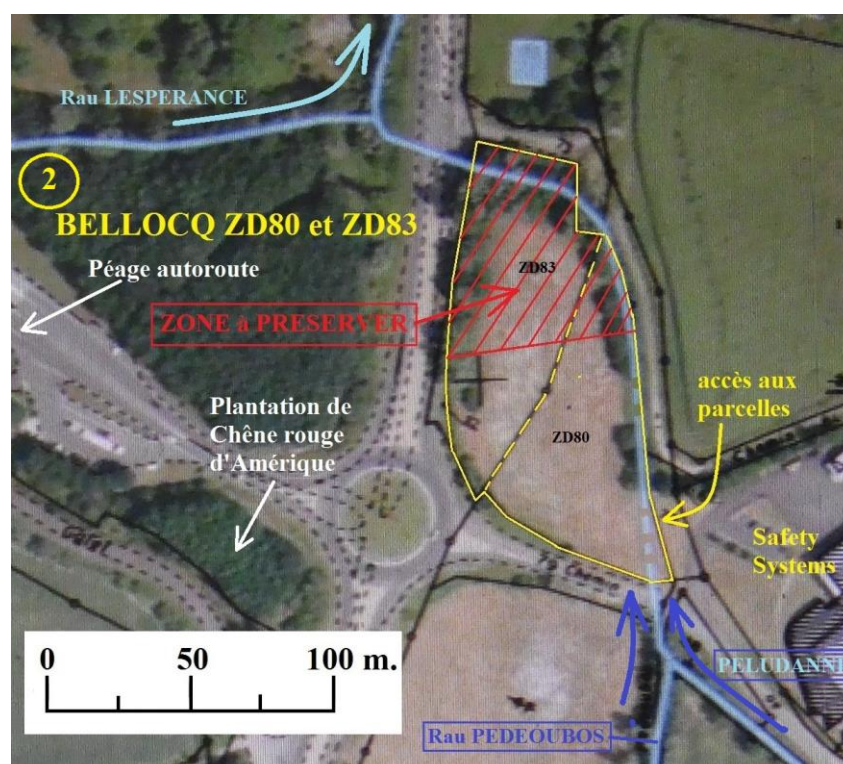 Rau LESPERANCE
2
BELLOCQ ZD80 et ZD83
Péage autoroute
ZD83
ZONE à PRESERVER
accès aux
parcelles
Plantation de
Chêne rouge
d'Amérique
ZD80
Safety
Systems
0 50 100 m.
PELUDANNE
Rau PEDEOUBOS